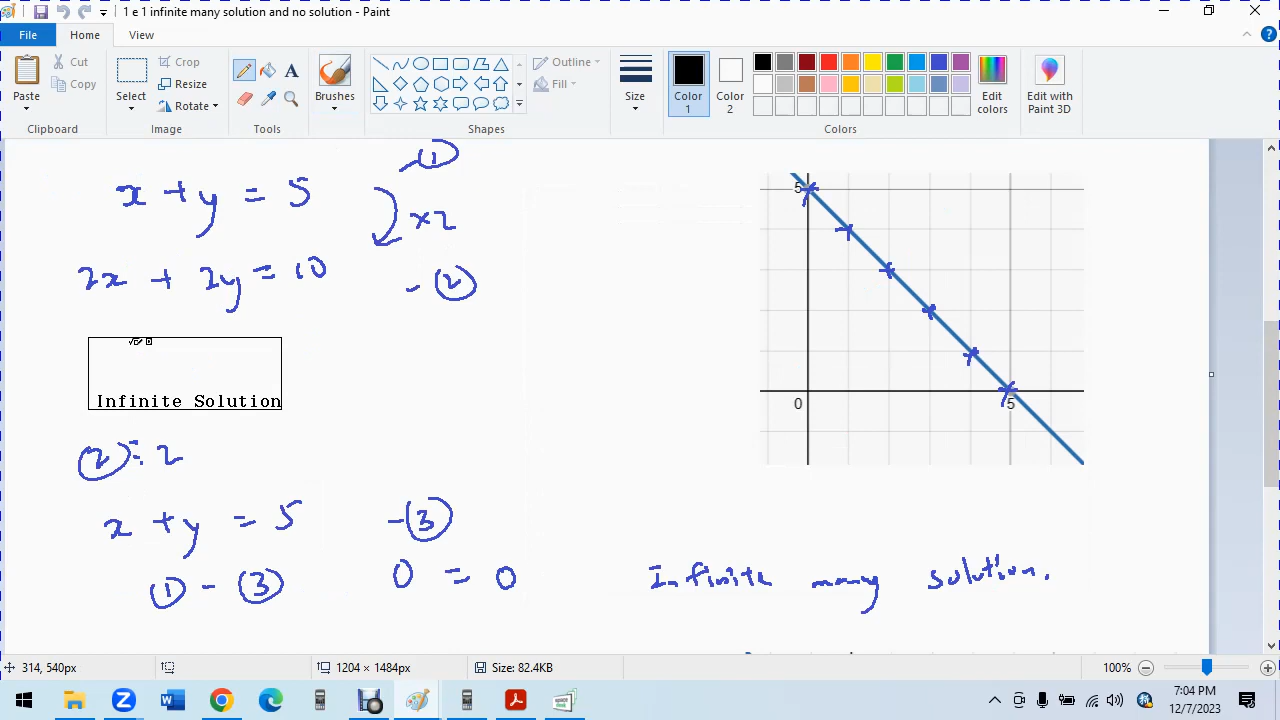 1 e 1 infinite many solution and no solution - Paint
File Home View
Paste Cut Copy Clipboard
Select Crop Resize Rotate Image
Tools
Brushes
Outline Fill Shapes
Size
Color 1 Color 2 Edit colors Colors
Edit with Paint 3D
x + y = 5 - ①
×2
2x + 2y = 10 - ②
Infinite Solution
② ÷ 2
x + y = 5 - ③
① - ③ 0 = 0 Infinite many solution.
5
0 5
314, 540px 1204 × 1484px Size: 82.4KB 100%
7:04 PM
12/7/2023